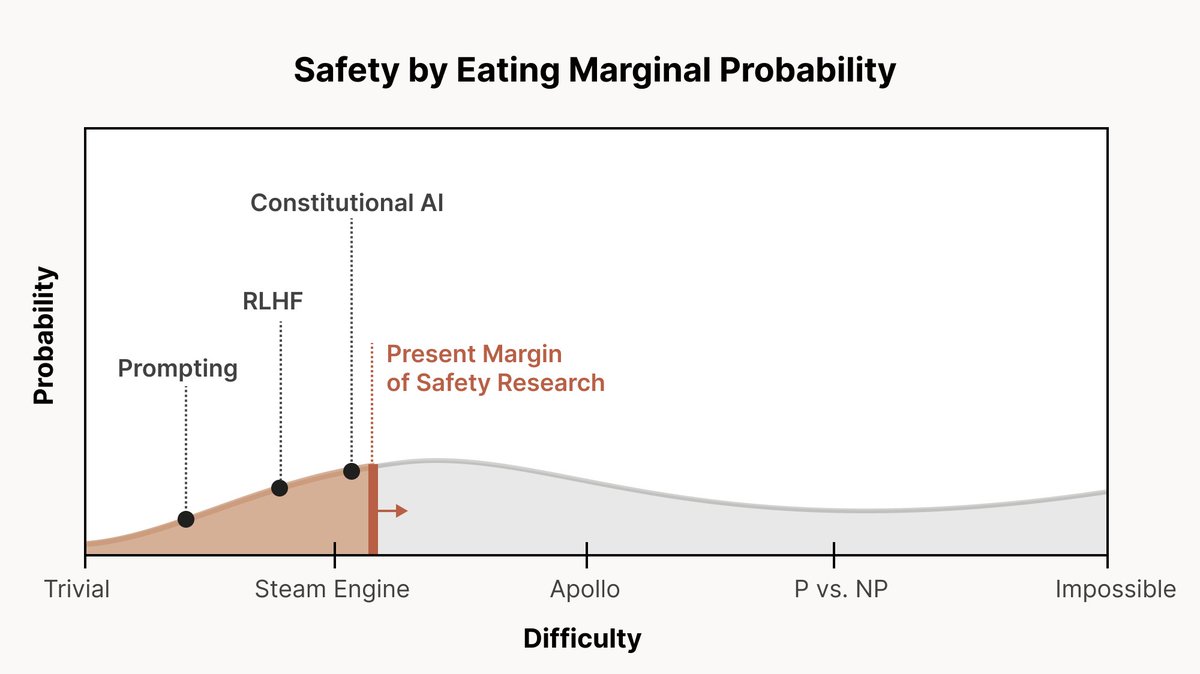 Safety by Eating Marginal Probability
Constitutional AI
RLHF
Present Margin
of Safety Research
Prompting
Probability
Trivial
Steam Engine
Apollo
P vs. NP
Impossible
Difficulty